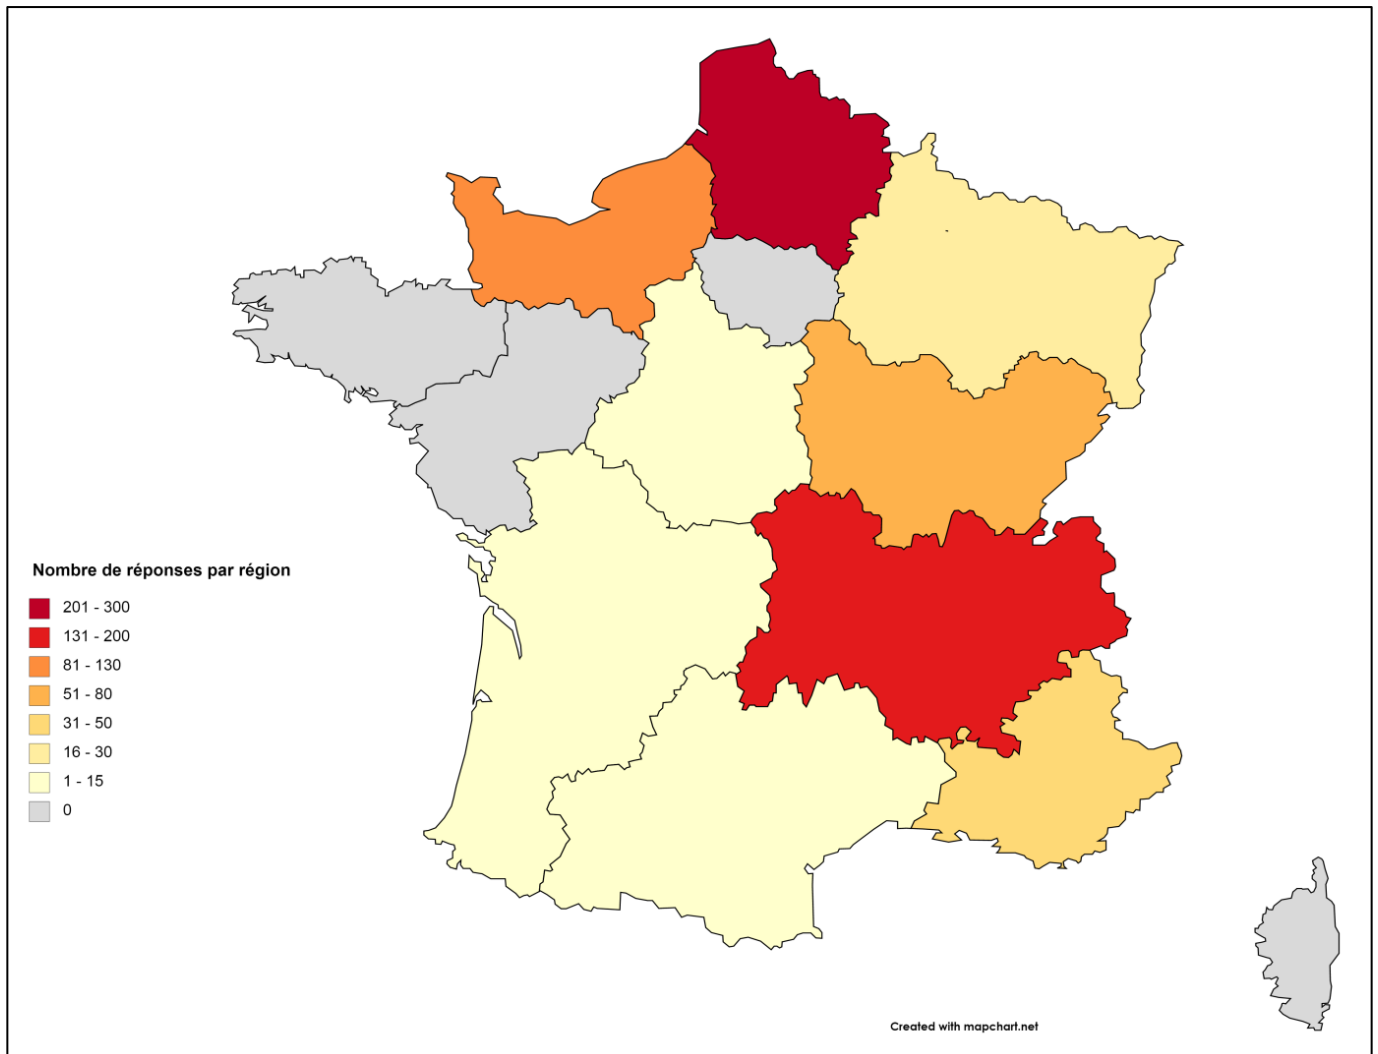 Nombre de réponses par région
201 - 300
131 - 200
81 - 130
51 - 80
31 - 50
16 - 30
1 - 15
0
Created with mapchart.net